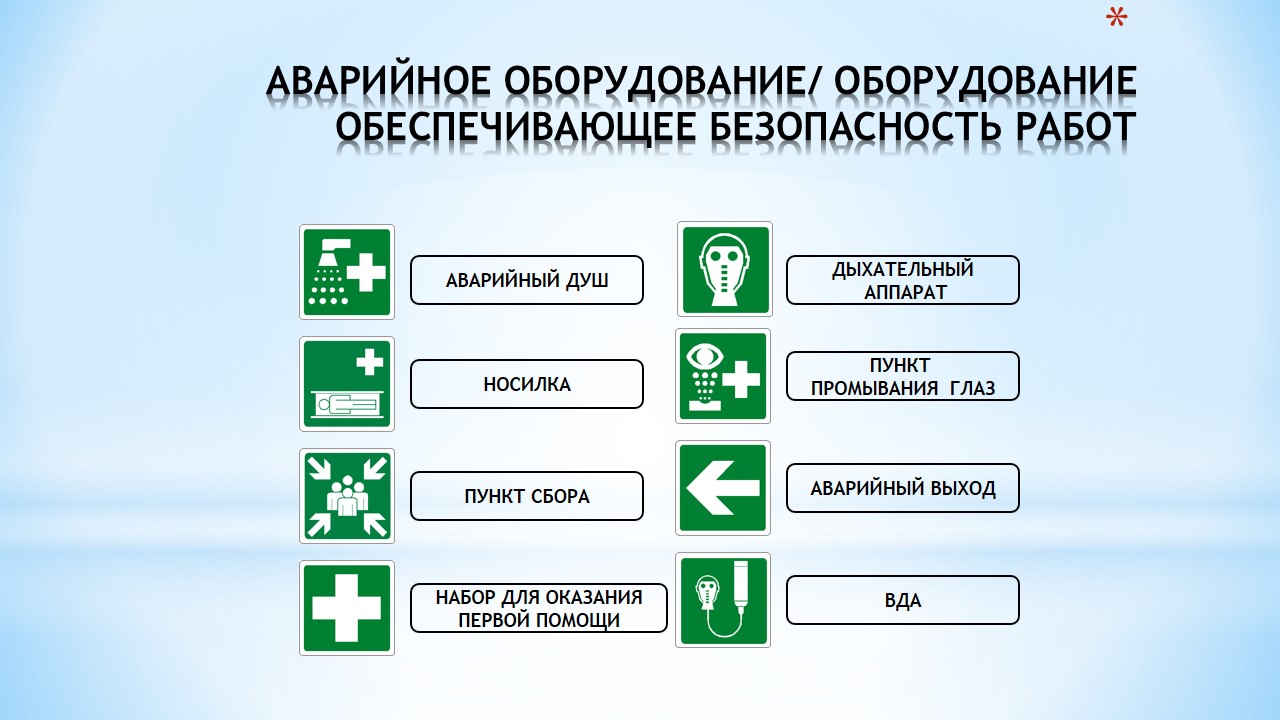 *
АВАРИЙНОЕ ОБОРУДОВАНИЕ/ ОБОРУДОВАНИЕ
ОБЕСПЕЧИВАЮЩЕЕ БЕЗОПАСНОСТЬ РАБОТ
АВАРИЙНЫЙ ДУШ
ДЫХАТЕЛЬНЫЙ
АППАРАТ
НОСИЛКА
ПУНКТ
ПРОМЫВАНИЯ ГЛАЗ
ПУНКТ СБОРА
АВАРИЙНЫЙ ВЫХОД
НАБОР ДЛЯ ОКАЗАНИЯ
ПЕРВОЙ ПОМОЩИ
ВДА